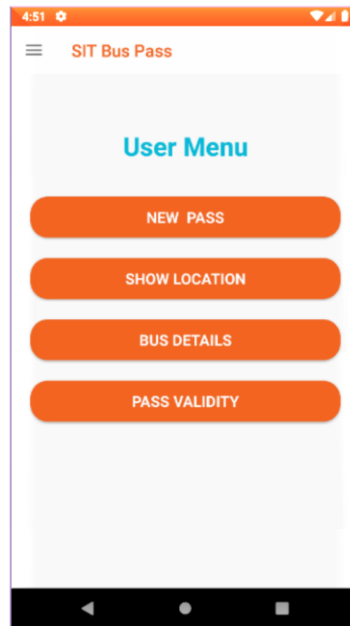 4:51
SIT Bus Pass
User Menu
NEW PASS
SHOW LOCATION
BUS DETAILS
PASS VALIDITY